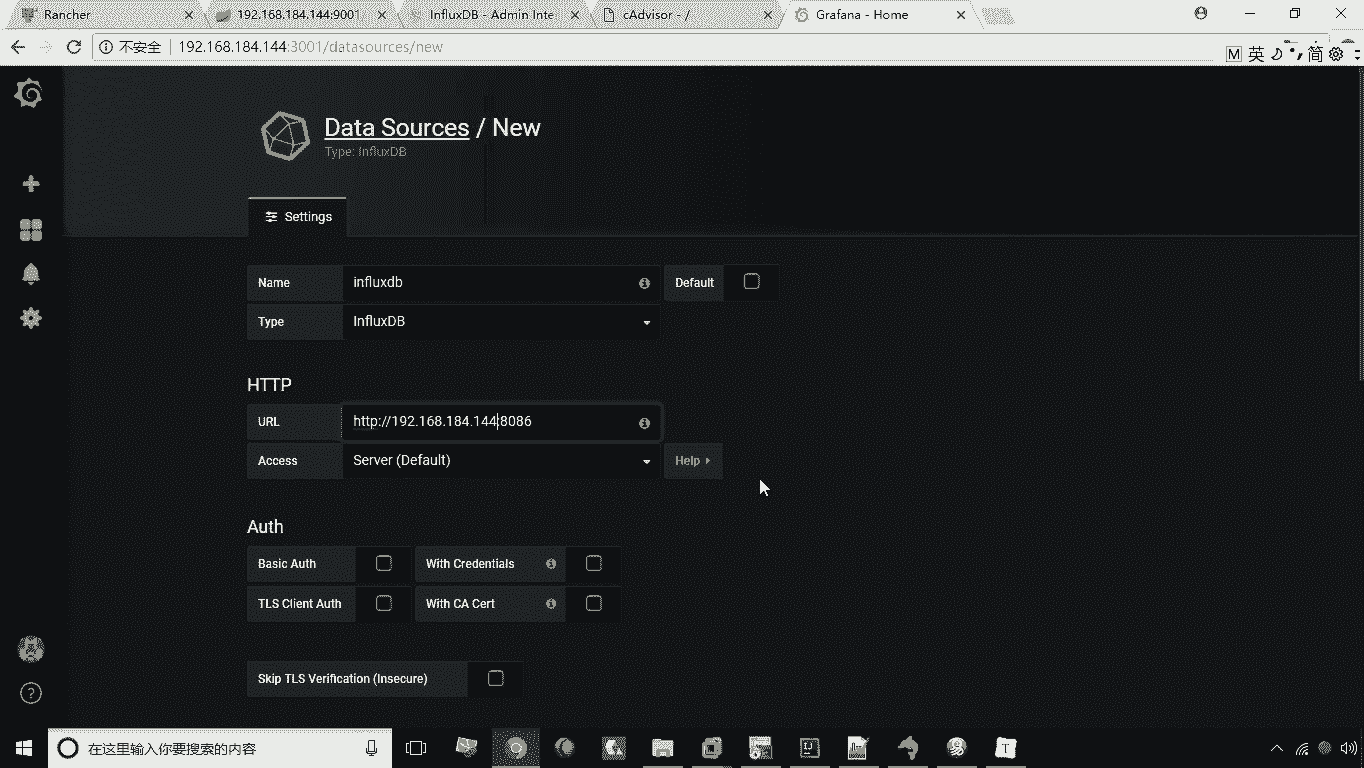 Rancher
192.168.184.144:9001
InfluxDB - Admin Inte
cAdvisor - /
Grafana - Home
不安全
192.168.184.144:3001/datasources/new
M 英 简
Data Sources / New
Type: InfluxDB
Settings
Name influxdb Default
Type InfluxDB
HTTP
URL http://192.168.184.144:8086
Access Server (Default) Help
Auth
Basic Auth With Credentials
TLS Client Auth With CA Cert
Skip TLS Verification (Insecure)
在这里输入你要搜索的内容